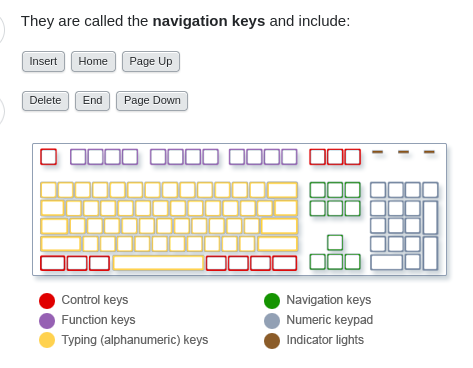 They are called the navigation keys and include:
Insert Home Page Up
Delete End Page Down
Control keys Navigation keys
Function keys Numeric keypad
Typing (alphanumeric) keys Indicator lights